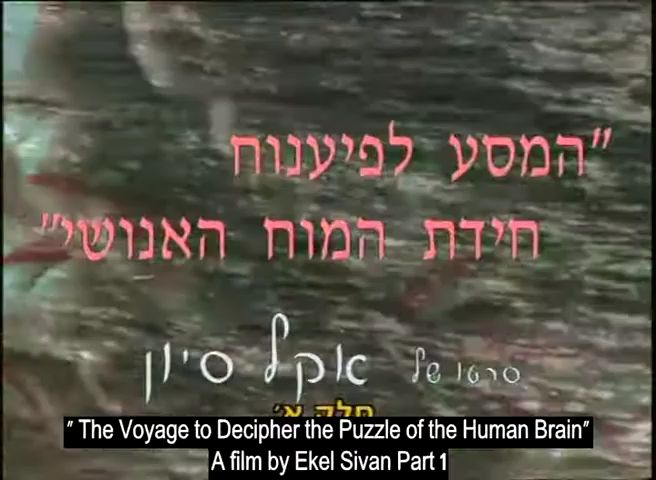 "המסע לפיענוח
חידת המוח האנושי"
סרטו של אקל סיון
חלק א'
" The Voyage to Decipher the Puzzle of the Human Brain"
A film by Ekel Sivan Part 1